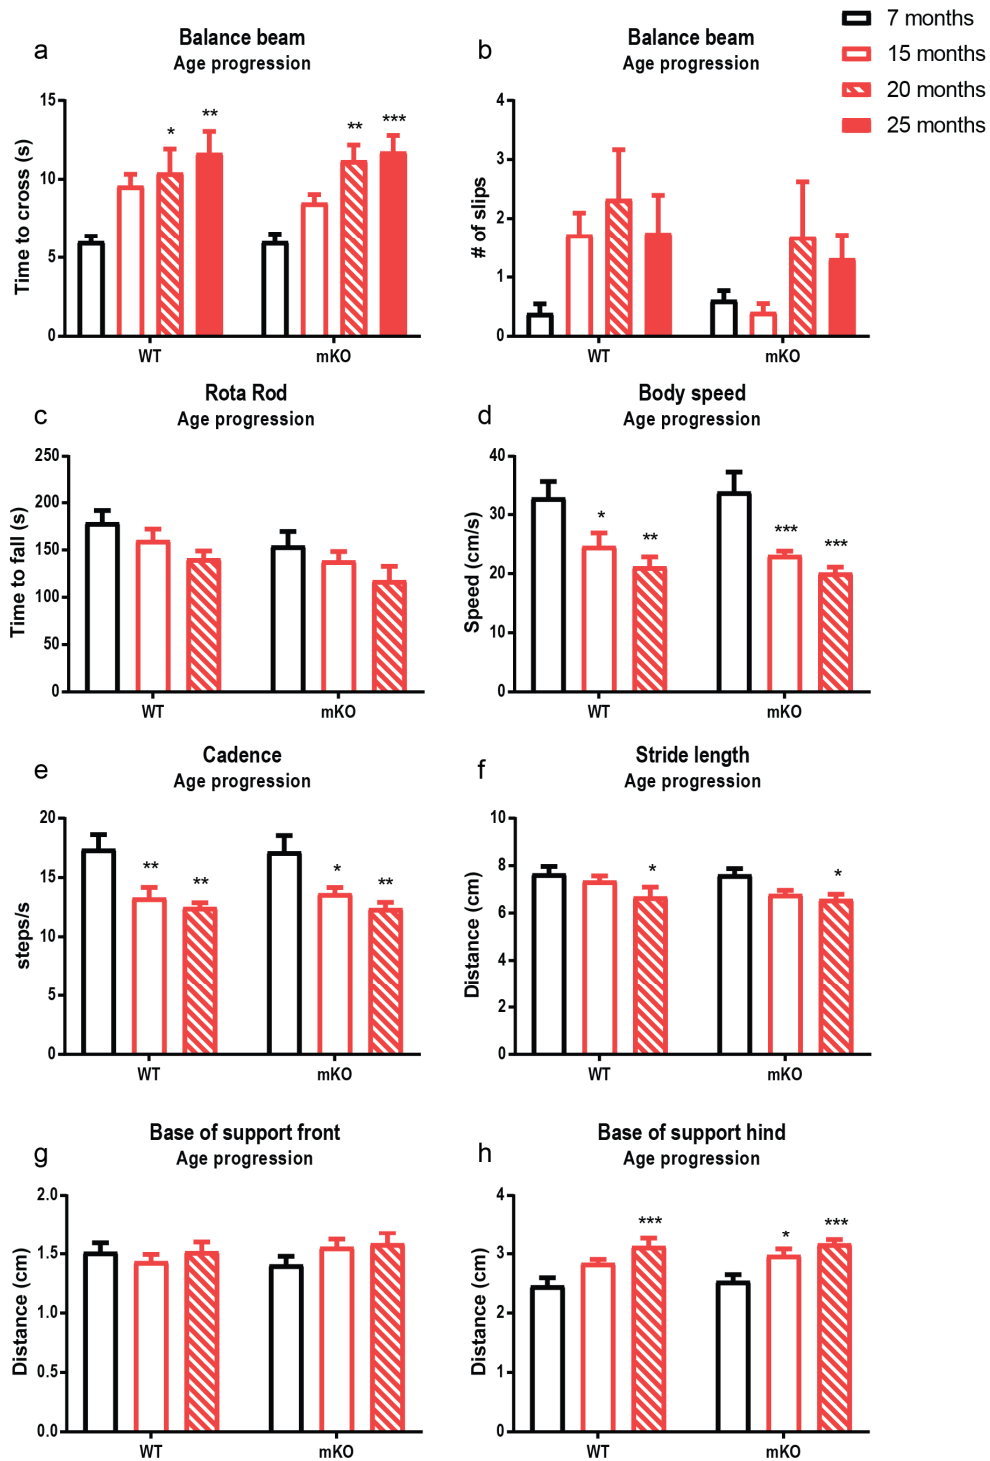 7 months
15 months
20 months
25 months
a
Balance beam
Age progression
Time to cross (s)
15
10
5
0
*
**
**
***
WT
mKO
b
Balance beam
Age progression
# of slips
4
3
2
1
0
WT
mKO
c
Rota Rod
Age progression
Time to fall (s)
250
200
150
100
50
0
WT
mKO
d
Body speed
Age progression
Speed (cm/s)
40
30
20
10
0
*
**
***
***
WT
mKO
e
Cadence
Age progression
steps/s
20
15
10
5
0
**
**
*
**
WT
mKO
f
Stride length
Age progression
Distance (cm)
10
8
6
4
2
0
*
*
WT
mKO
g
Base of support front
Age progression
Distance (cm)
2.0
1.5
1.0
0.5
0.0
WT
mKO
h
Base of support hind
Age progression
Distance (cm)
4
3
2
1
0
***
*
***
WT
mKO